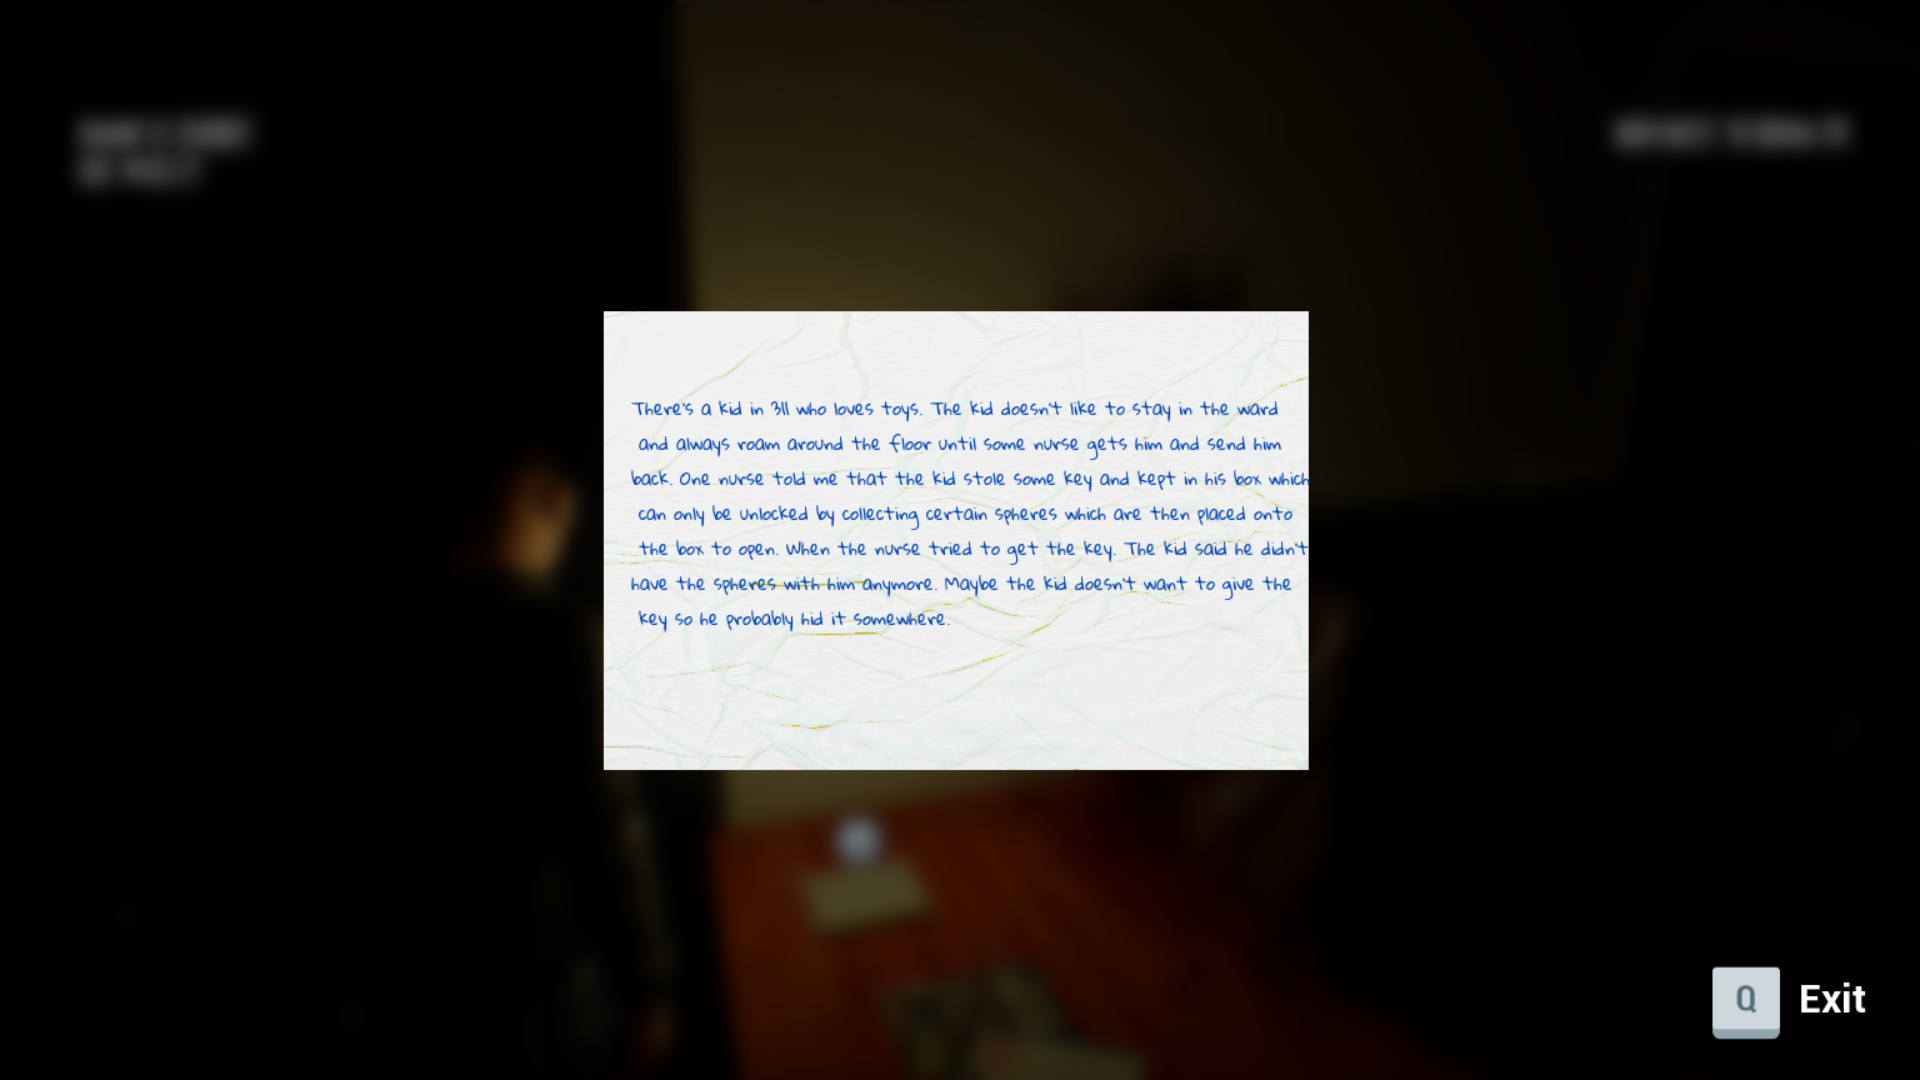 There's a kid in 311 who loves toys. The kid doesn't like to stay in the ward
and always roam around the floor until some nurse gets him and send him
back. One nurse told me that the kid stole some key and kept in his box which
can only be unlocked by collecting certain spheres which are then placed onto
the box to open. When the nurse tried to get the key. The kid said he didn't
have the spheres with him anymore. Maybe the kid doesn't want to give the
key so he probably hid it somewhere.
Q Exit